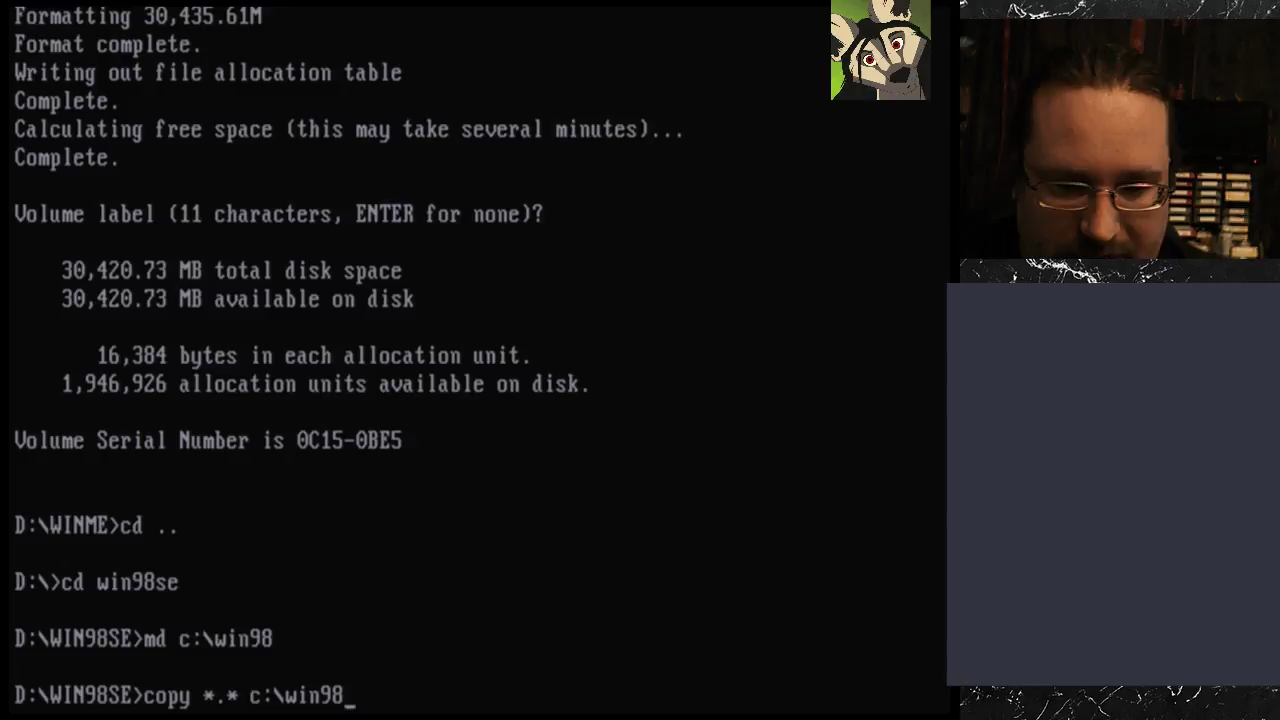 Formatting 30,435.61M
Format complete.
Writing out file allocation table
Complete.
Calculating free space (this may take several minutes)...
Complete.
Volume label (11 characters, ENTER for none)?
30,420.73 MB total disk space
30,420.73 MB available on disk
16,384 bytes in each allocation unit.
1,946,926 allocation units available on disk.
Volume Serial Number is 0C15-0BE5
D:\WINME>cd ..
D:\>cd win98se
D:\WIN98SE>md c:\win98
D:\WIN98SE>copy *.* c:\win98_